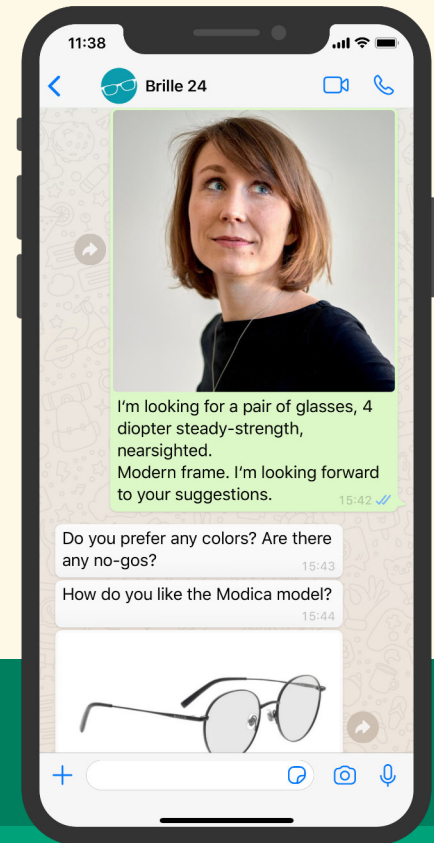 11:38
Brille 24
I'm looking for a pair of glasses, 4
diopter steady-strength,
nearsighted.
Modern frame. I'm looking forward
to your suggestions.
15:42
Do you prefer any colors? Are there
any no-gos?
15:43
How do you like the Modica model?
15:44